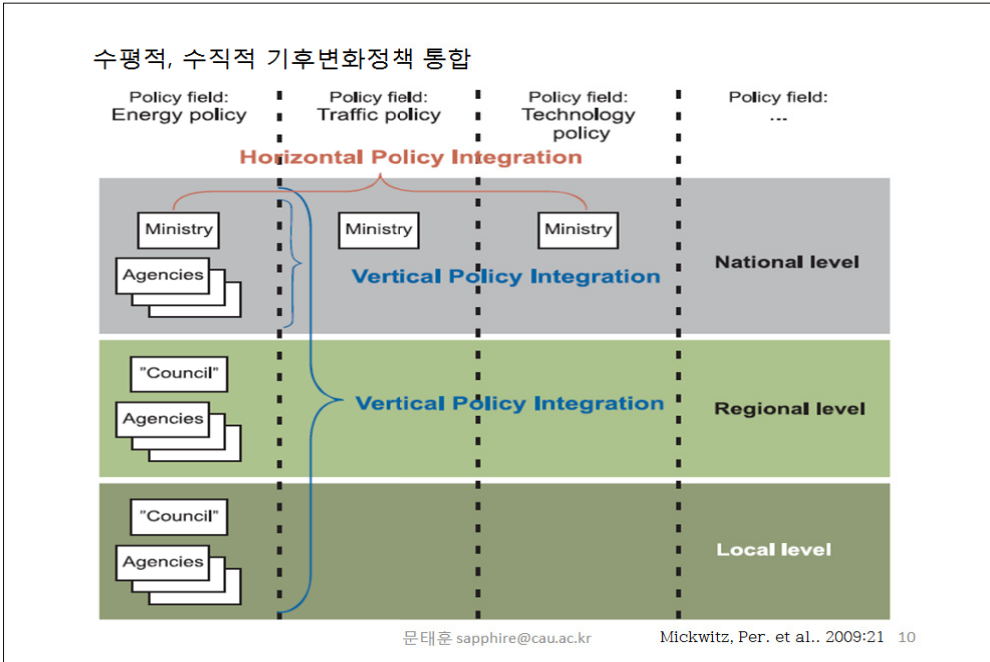 수평적, 수직적 기후변화정책 통합
Policy field:
Energy policy
Policy field:
Traffic policy
Policy field:
Technology
policy
Policy field:
...
Horizontal Policy Integration
Ministry
Ministry
Ministry
Agencies
Vertical Policy Integration
National level
"Council"
Agencies
Vertical Policy Integration
Regional level
"Council"
Agencies
Local level
문태훈 sapphire@cau.ac.kr
Mickwitz, Per. et al.. 2009:21
10